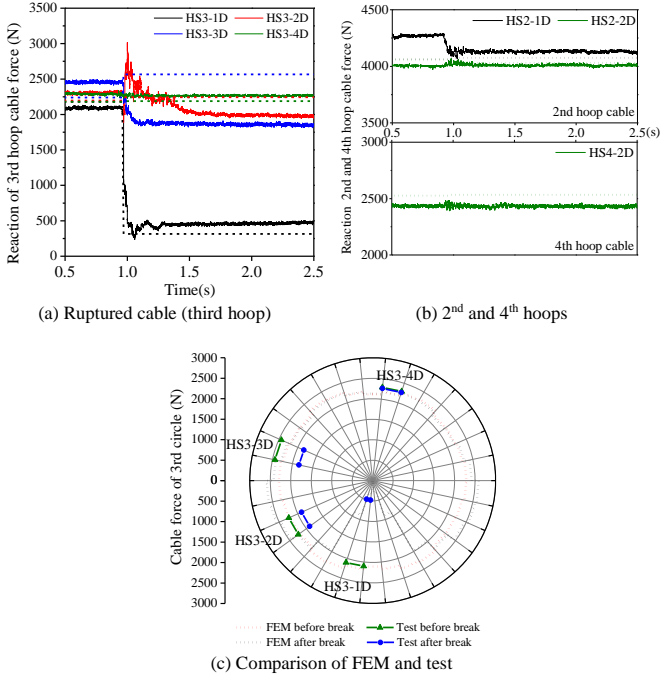 HS3-1D HS3-2D
HS3-3D HS3-4D
Reaction of 3rd hoop cable force (N)
3500
3000
2500
2000
1500
1000
500
0
0.5 1.0 1.5 2.0 2.5
Time(s)
(a) Ruptured cable (third hoop)
HS2-1D HS2-2D
Reaction 2nd and 4th hoop cable force (N)
4500
4000
2nd hoop cable
0.5 1.0 1.5 2.0 2.5(s)
3000
2500
2000
HS4-2D
4th hoop cable
(b) 2nd and 4th hoops
Cable force of 3rd circle (N)
3000
2500
2000
1500
1000
500
0
500
1000
1500
2000
2500
3000
HS3-4D
HS3-3D
HS3-2D
HS3-1D
FEM before break Test before break
FEM after break Test after break
(c) Comparison of FEM and test